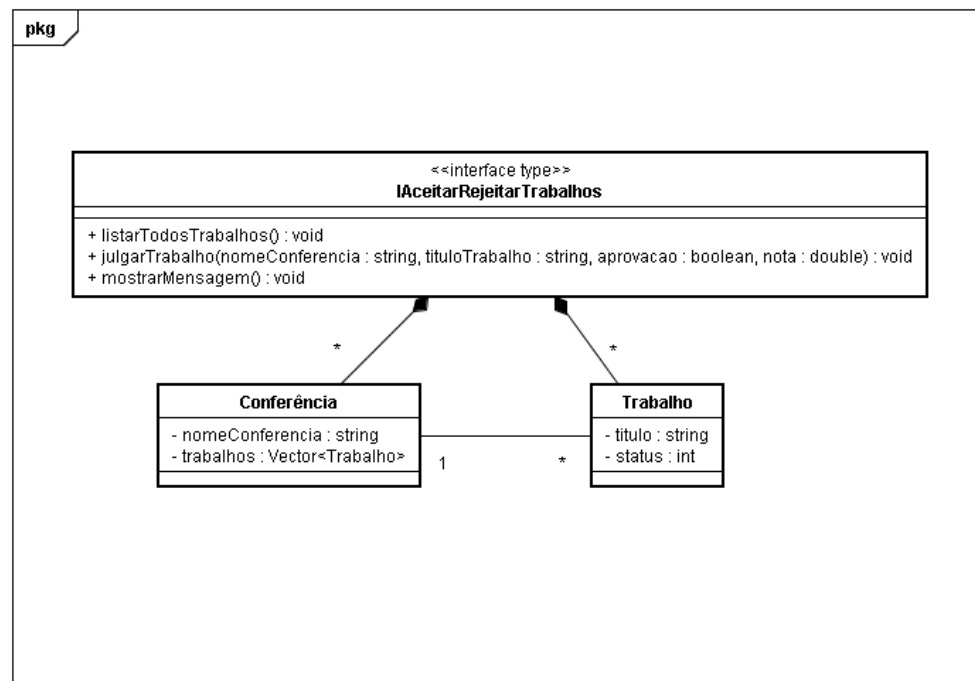 pkg
<<interface type>>
IAceitarRejeitarTrabalhos
+ listarTodosTrabalhos() : void
+ julgarTrabalho(nomeConferencia : string, tituloTrabalho : string, aprovacao : boolean, nota : double) : void
+ mostrarMensagem() : void
*
*
Conferência
- nomeConferencia : string
- trabalhos : Vector<Trabalho>
1
*
Trabalho
- titulo : string
- status : int